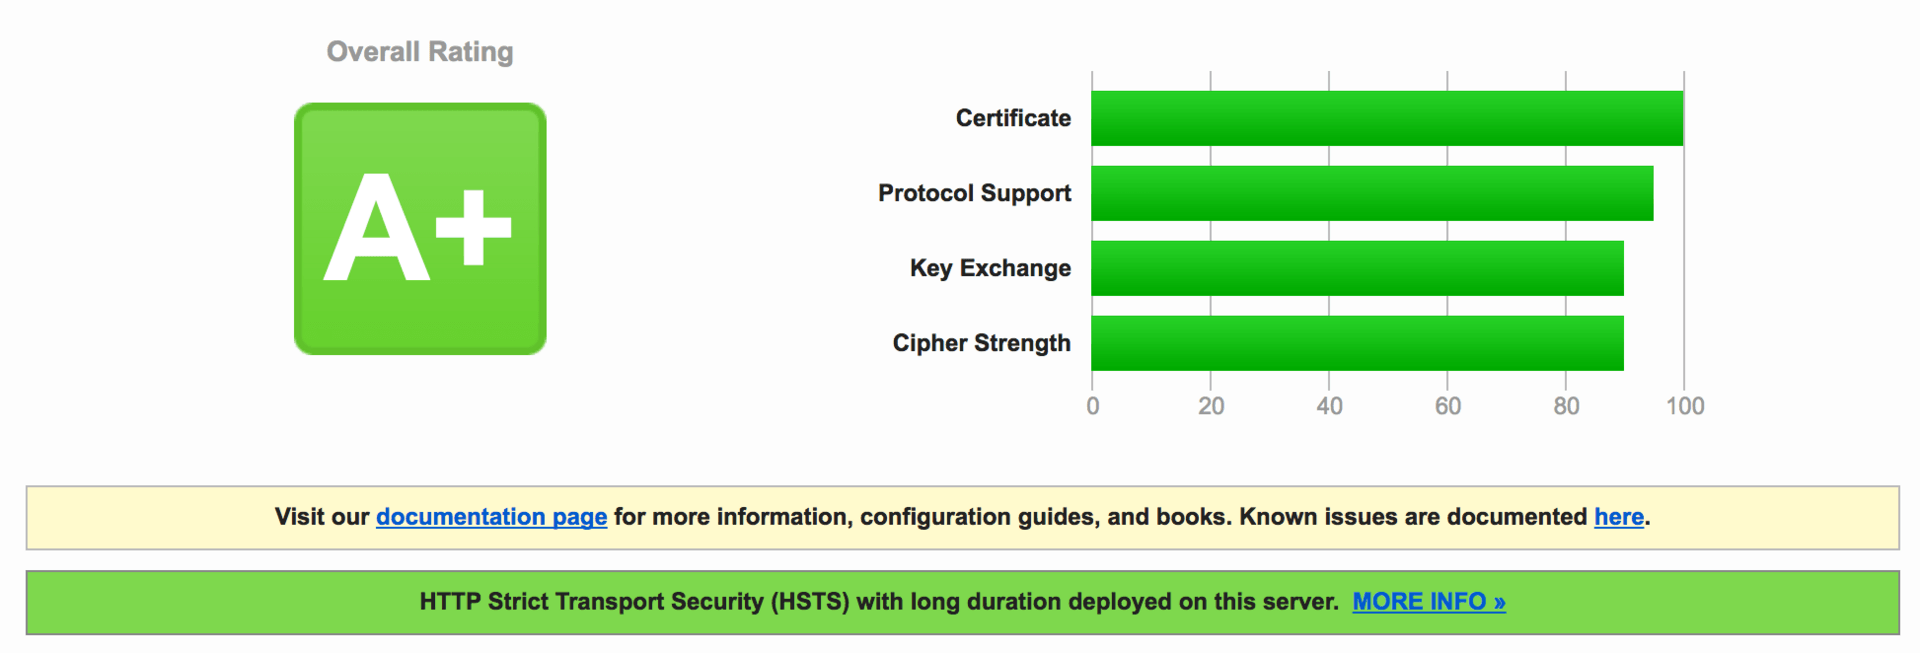 Overall Rating
A+
Certificate
Protocol Support
Key Exchange
Cipher Strength
0 20 40 60 80 100
Visit our documentation page for more information, configuration guides, and books. Known issues are documented here.
HTTP Strict Transport Security (HSTS) with long duration deployed on this server. MORE INFO »